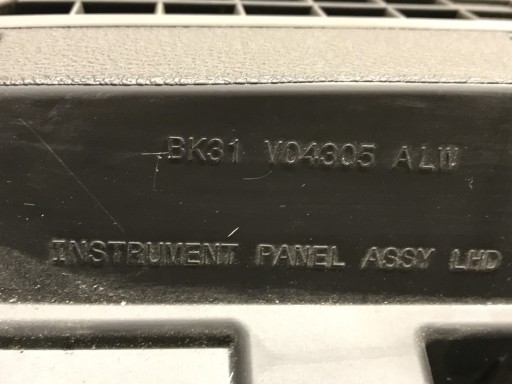 BK31 V04305 ALW
INSTRUMENT PANEL ASSY LHD